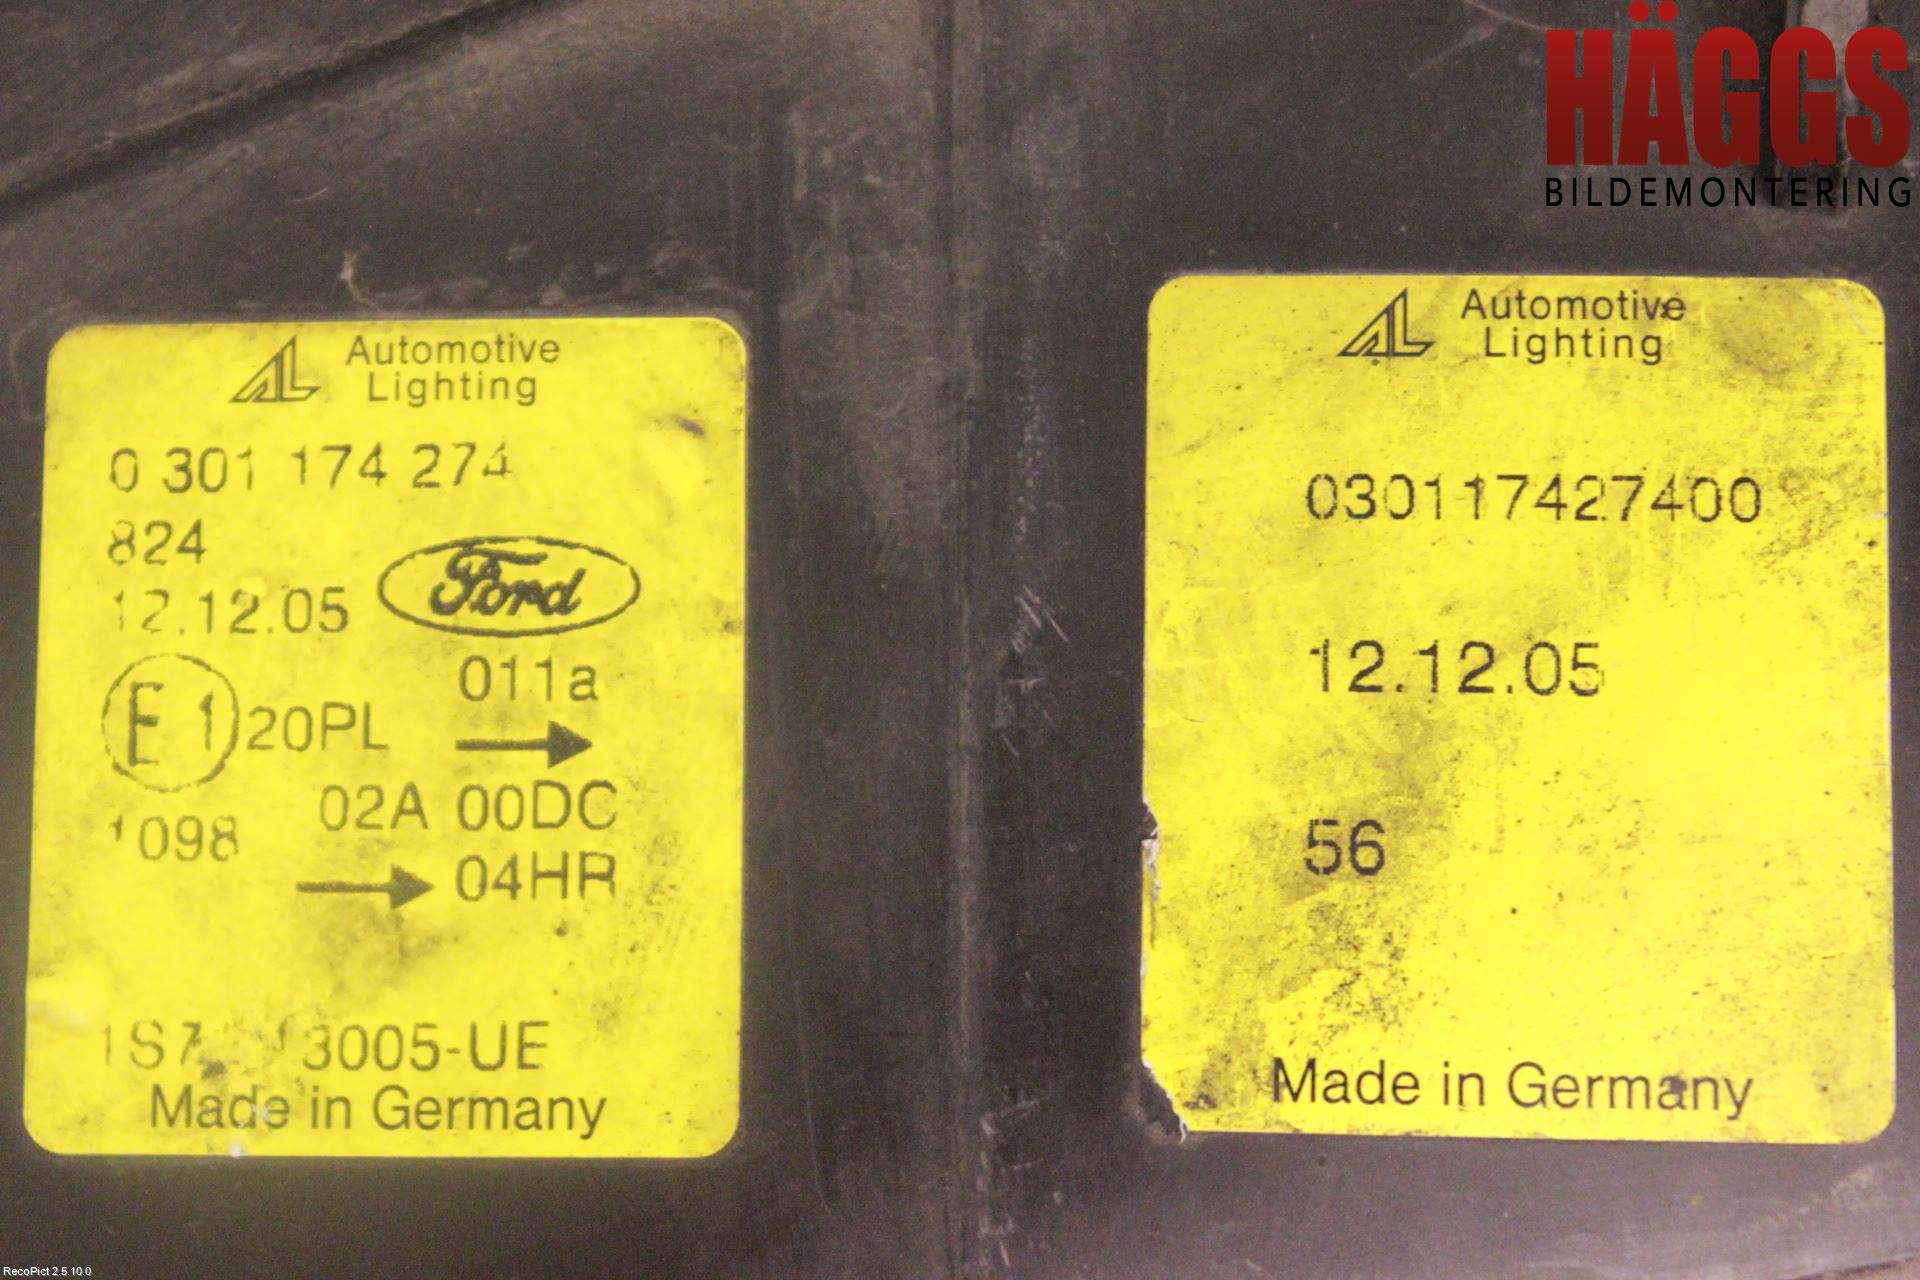 HÄGGS
BILDEMONTERING
Automotive
Lighting
0 301 174 274
824
12.12.05
Ford
011a
E1 20PL
02A 00DC
1098
04HR
3005-UE
Made in Germany
Automotive
Lighting
030117427400
12.12.05
56
Made in Germany
RecoPict 2.5.10.0